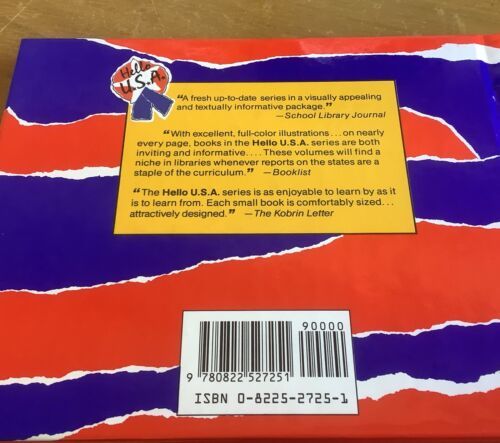 Hello
U.S.A.
"A fresh up-to-date series in a visually appealing
and textually informative package."
—School Library Journal
"With excellent, full-color illustrations . . . on nearly
every page, books in the Hello U.S.A. series are both
inviting and informative. . . . These volumes will find a
niche in libraries whenever reports on the states are a
staple of the curriculum." —Booklist
"The Hello U.S.A. series is as enjoyable to learn by as it
is to learn from. Each small book is comfortably sized . . .
attractively designed." —The Kobrin Letter
90000
9 780822 527251
ISBN 0-8225-2725-1